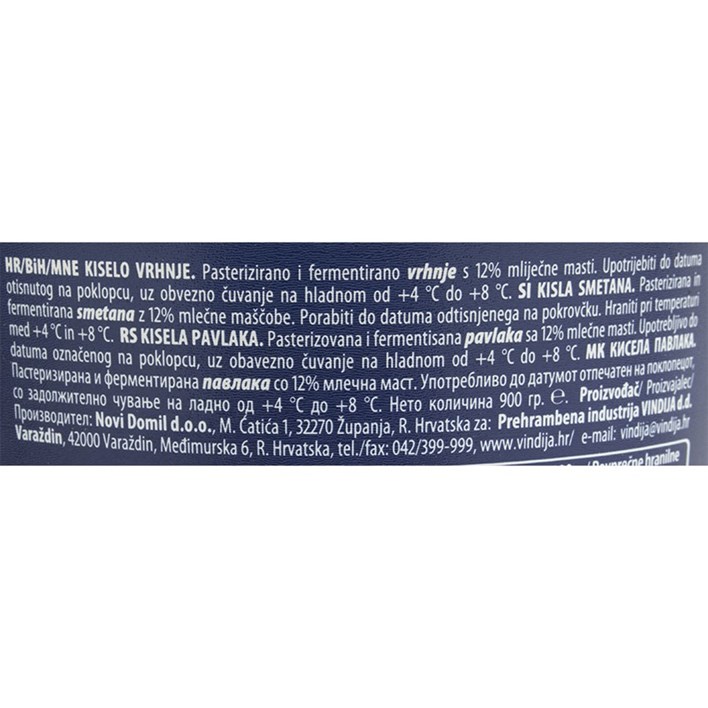 HR/BiH/MNE KISELO VRHNJE. Pasterizirano i fermentirano vrhnje s 12% mliječne masti. Upotrijebiti do datuma
otisnutog na poklopcu, uz obvezno čuvanje na hladnom od +4 °C do +8 °C. SI KISLA SMETANA. Pasterizirana in
fermentirana smetana z 12% mlečne maščobe. Porabiti do datuma odtisnjenega na pokrovčku. Hraniti pri temperaturi
med +4 °C in +8 °C. RS KISELA PAVLAKA. Pasterizovana i fermentisana pavlaka sa 12% mlečne masti. Upotrebljivo do
datuma označenog na poklopcu, uz obavezno čuvanje na hladnom od +4 °C do +8 °C. МК КИСЕЛА ПАВЛАКА.
Пастеризирана и ферментирана павлака со 12% млечна маст. Употребливо до датумот отпечатен на поклопецот,
со задолжително чување на ладно од +4 °C до +8 °C. Нето количина 900 гр. ℮. Proizvođač/ Proizvajalec/
Производител: Novi Domil d.o.o., M. Ćatića 1, 32270 Županja, R. Hrvatska za: Prehrambena industrija VINDIJA d.d.
Varaždin, 42000 Varaždin, Međimurska 6, R. Hrvatska, tel./fax: 042/399-999, www.vindija.hr/ e-mail: vindija@vindija.hr
/ Povprečne hranilne